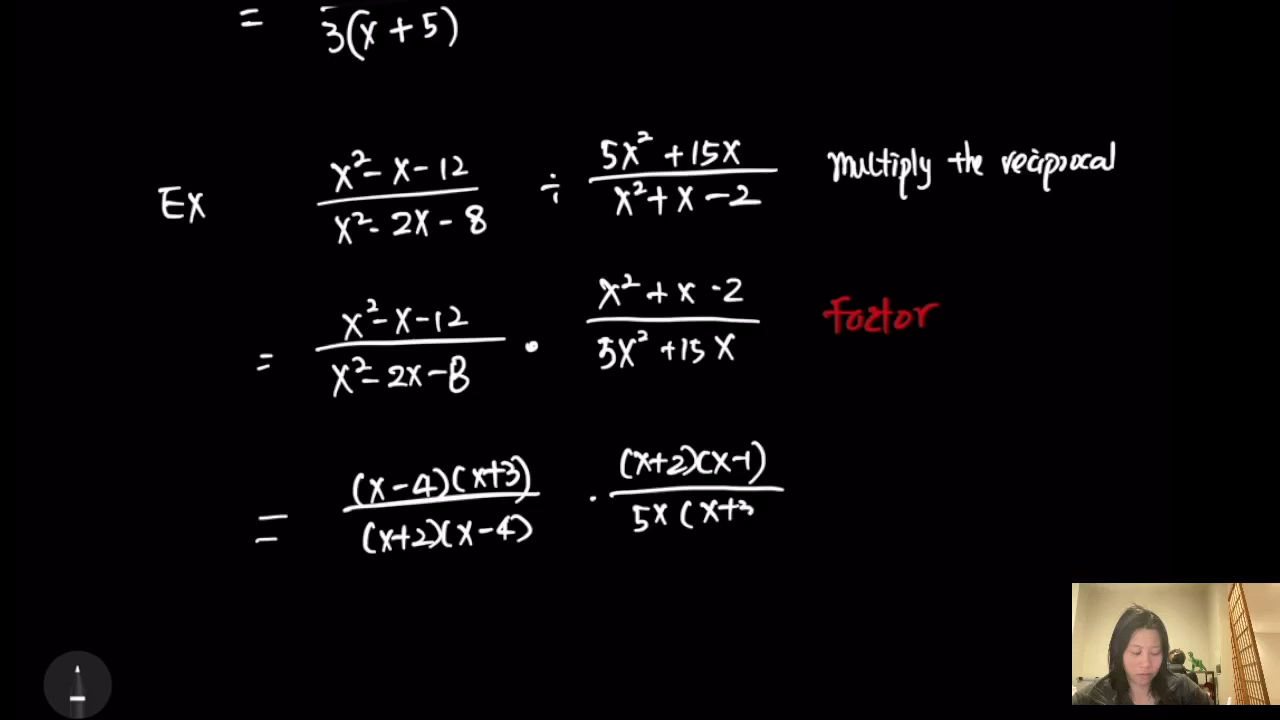 = 3(x + 5)
Ex (x² - x - 12)/(x² - 2x - 8) ÷ (5x² + 15x)/(x² + x - 2) Multiply the reciprocal
= (x² - x - 12)/(x² - 2x - 8) · (x² + x - 2)/(5x² + 15x) Factor
= ((x - 4)(x+3))/((x+2)(x - 4)) · ((x+2)(x-1))/(5x (x+3